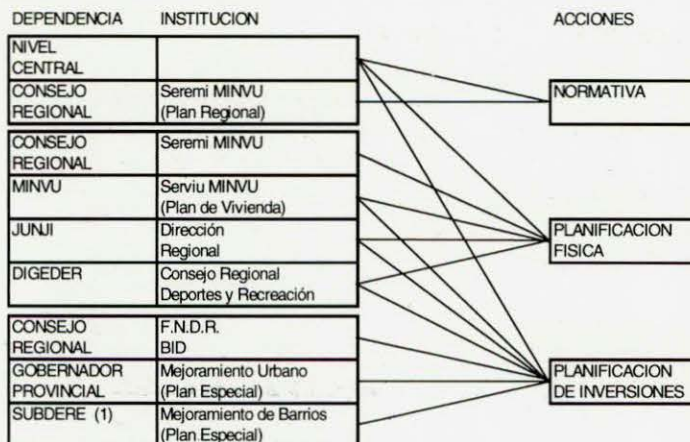 DEPENDENCIA INSTITUCION ACCIONES
NIVEL
CENTRAL
CONSEJO Seremi MINVU NORMATIVA
REGIONAL (Plan Regional)
CONSEJO Seremi MINVU
REGIONAL
MINVU Serviu MINVU
(Plan de Vivienda)
JUNJI Dirección PLANIFICACION
Regional FISICA
DIGEDER Consejo Regional
Deportes y Recreación
CONSEJO F.N.D.R.
REGIONAL BID
GOBERNADOR Mejoramiento Urbano PLANIFICACION
PROVINCIAL (Plan Especial) DE INVERSIONES
SUBDERE (1) Mejoramiento de Barrios
(Plan Especial)